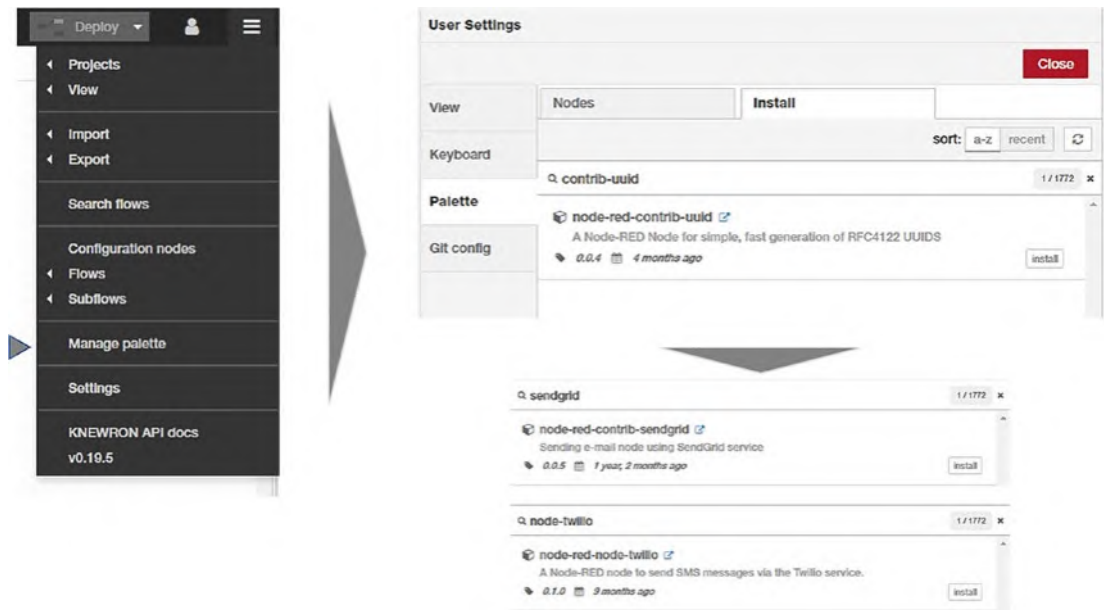 Deploy
Projects
View
Import
Export
Search flows
Configuration nodes
Flows
Subflows
Manage palette
Settings
KNEWRON API docs
v0.19.5
User Settings
Close
View
Keyboard
Palette
Git config
Nodes Install
sort: a-z recent
contrib-uuid 1 / 1772 ×
node-red-contrib-uuid
A Node-RED Node for simple, fast generation of RFC4122 UUIDS
0.0.4 4 months ago install
sendgrid 1 / 1772 ×
node-red-contrib-sendgrid
Sending e-mail node using SendGrid service
0.0.5 1 year, 2 months ago install
node-twilio 1 / 1772 ×
node-red-node-twilio
A Node-RED node to send SMS messages via the Twilio service.
0.1.0 9 months ago install